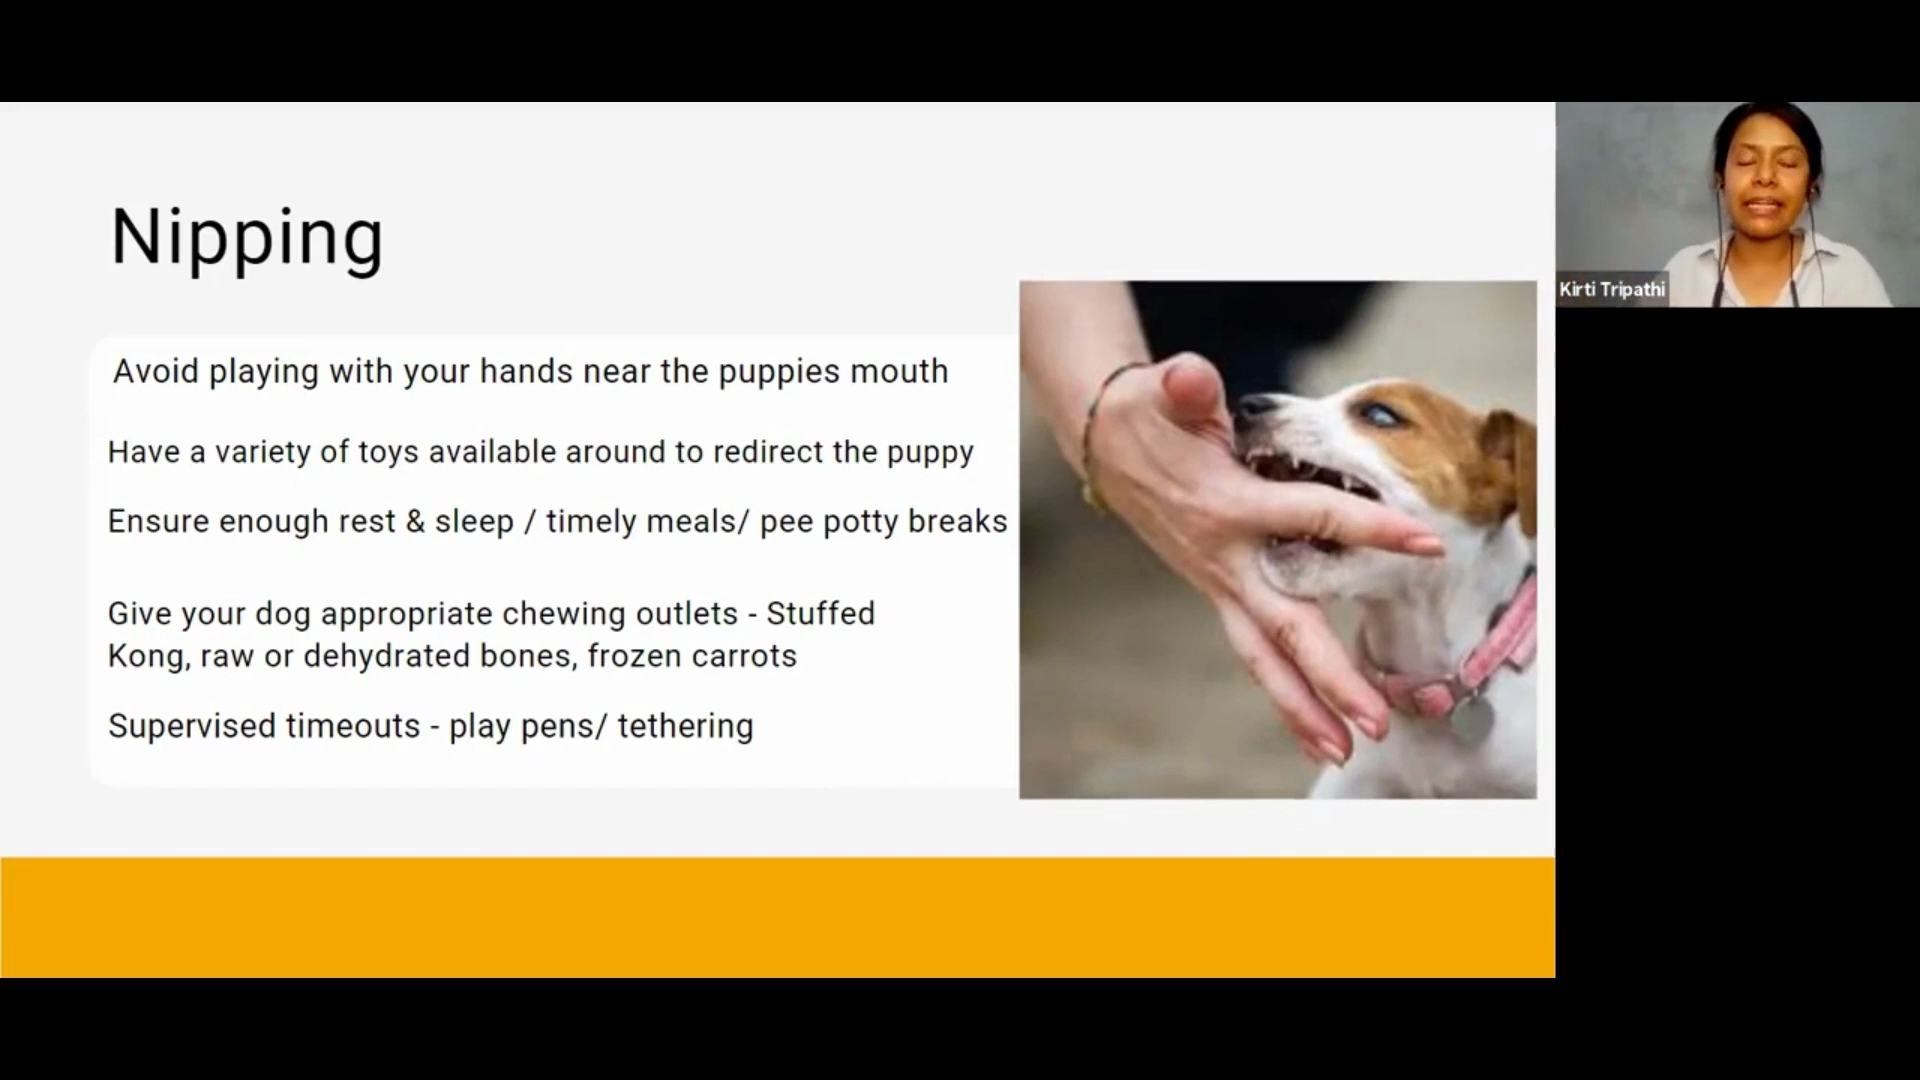 Nipping
Avoid playing with your hands near the puppies mouth
Have a variety of toys available around to redirect the puppy
Ensure enough rest & sleep / timely meals/ pee potty breaks
Give your dog appropriate chewing outlets - Stuffed
Kong, raw or dehydrated bones, frozen carrots
Supervised timeouts - play pens/ tethering
Kirti Tripathi